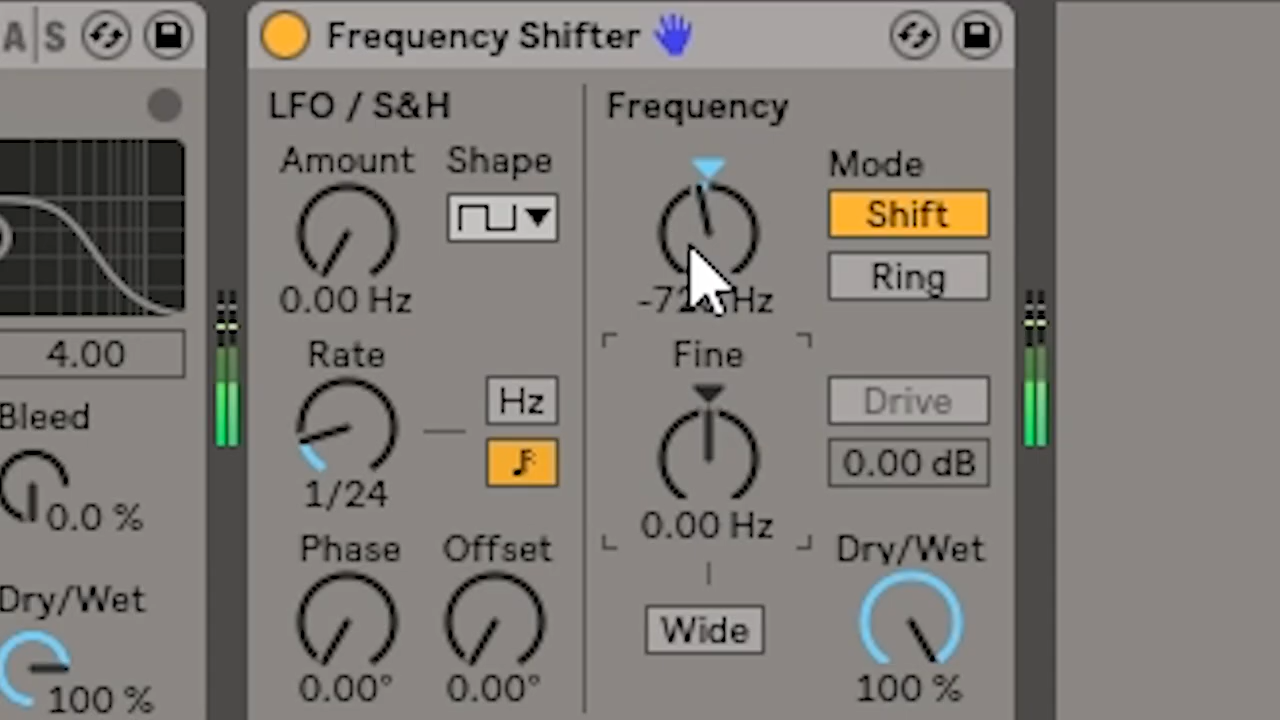 A S
Frequency Shifter
LFO / S&H
Frequency
Amount
Shape
Mode
Shift
Ring
0.00 Hz
Hz
4.00
Rate
Fine
Hz
Drive
Bleed
0.00 dB
1/24
0.0 %
0.00 Hz
Phase
Offset
Dry/Wet
Dry/Wet
Wide
0.00°
0.00°
100 %
100 %